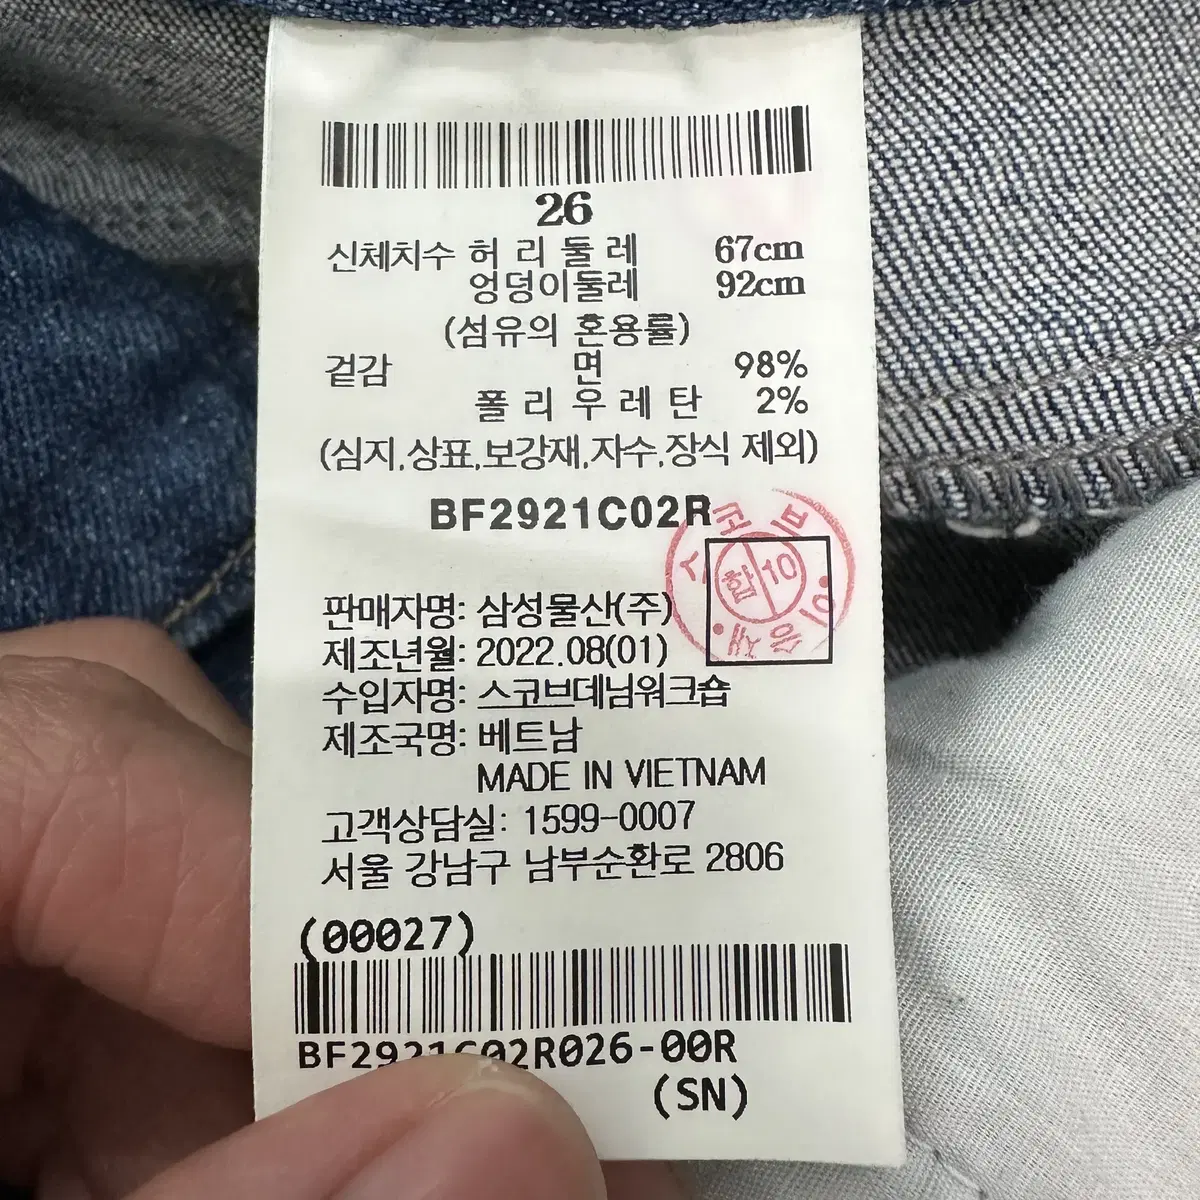 26
신체치수 허 리 둘 레 67cm
엉덩이둘레 92cm
(섬유의 혼용률)
겉감 면 98%
폴 리 우 레 탄 2%
(심지,상표,보강재,자수,장식 제외)
BF2921C02R
스코브
합 10
판매자명: 삼성물산(주)
제조년월: 2022.08(01)
수입자명: 스코브데님워크숍
제조국명: 베트남
MADE IN VIETNAM
고객상담실: 1599-0007
서울 강남구 남부순환로 2806
(00027)
BF2921C02R026-00R
(SN)